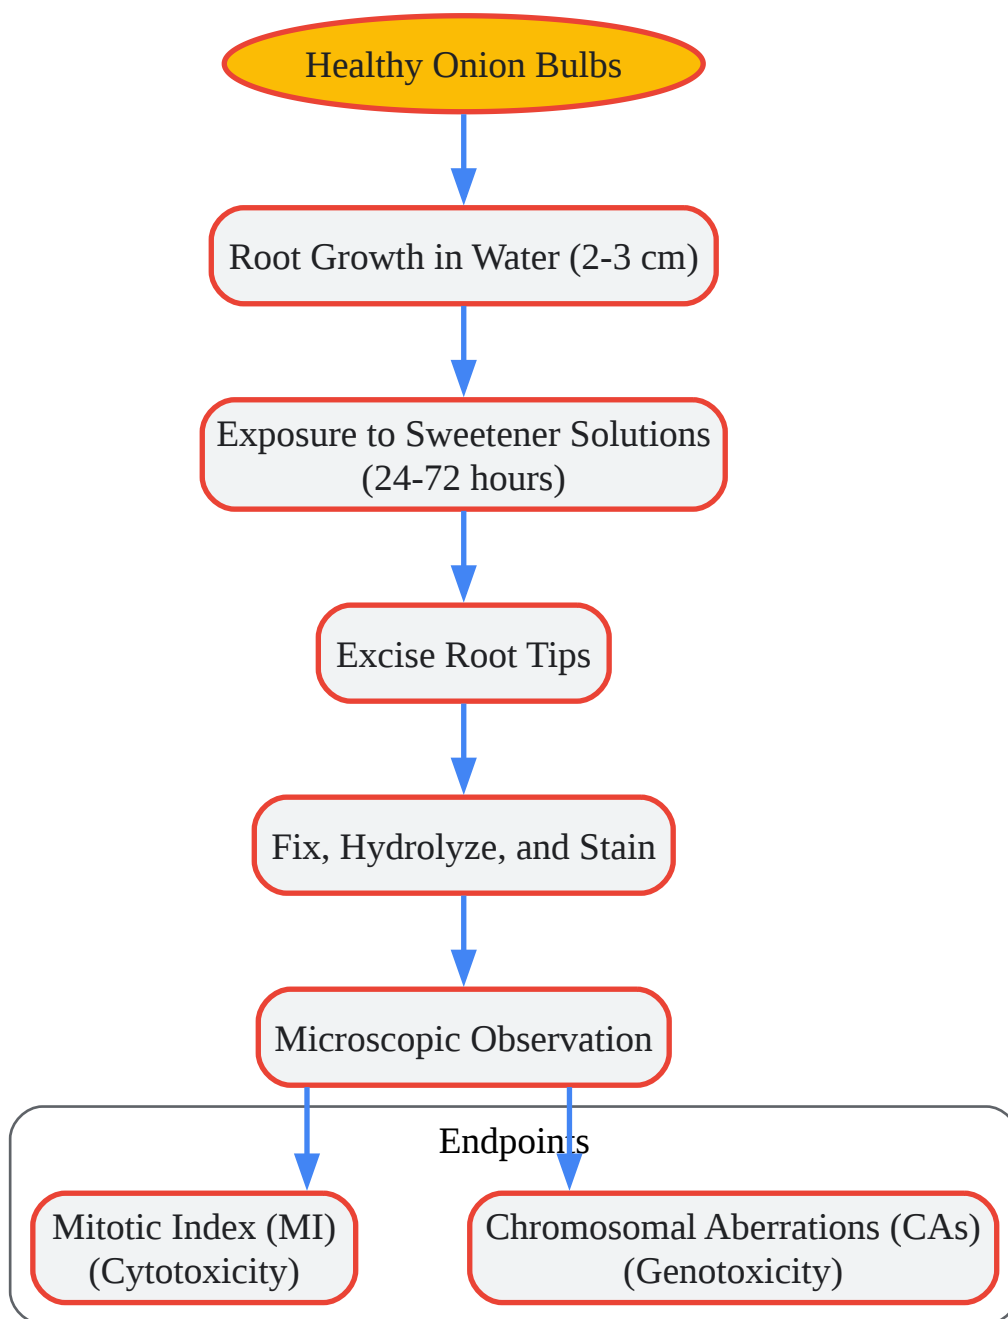 Healthy Onion Bulbs
Root Growth in Water (2-3 cm)
Exposure to Sweetener Solutions
(24-72 hours)
Excise Root Tips
Fix, Hydrolyze, and Stain
Microscopic Observation
Endpoints
Mitotic Index (MI)
(Cytotoxicity)
Chromosomal Aberrations (CAs)
(Genotoxicity)